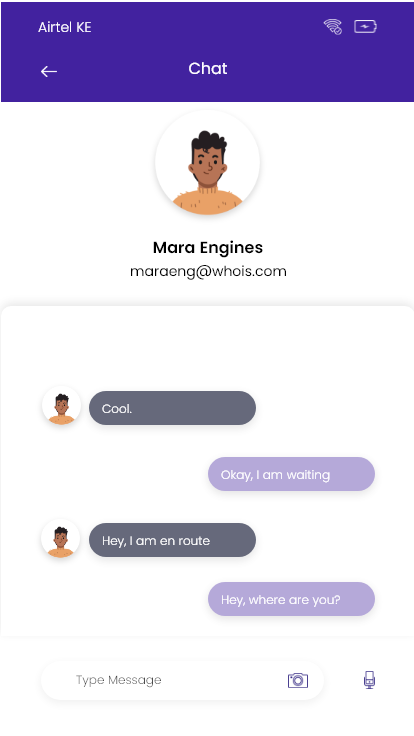 Airtel KE
Chat
Mara Engines
maraeng@whois.com
Cool.
Okay, I am waiting
Hey, I am en route
Hey, where are you?
Type Message